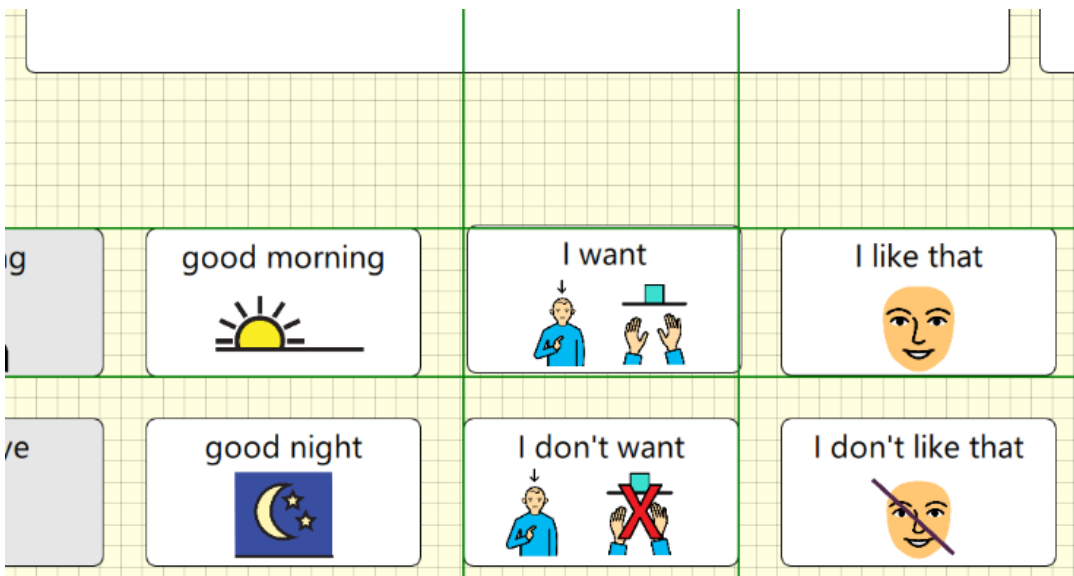 good morning
I want
I like that
good night
I don't want
I don't like that